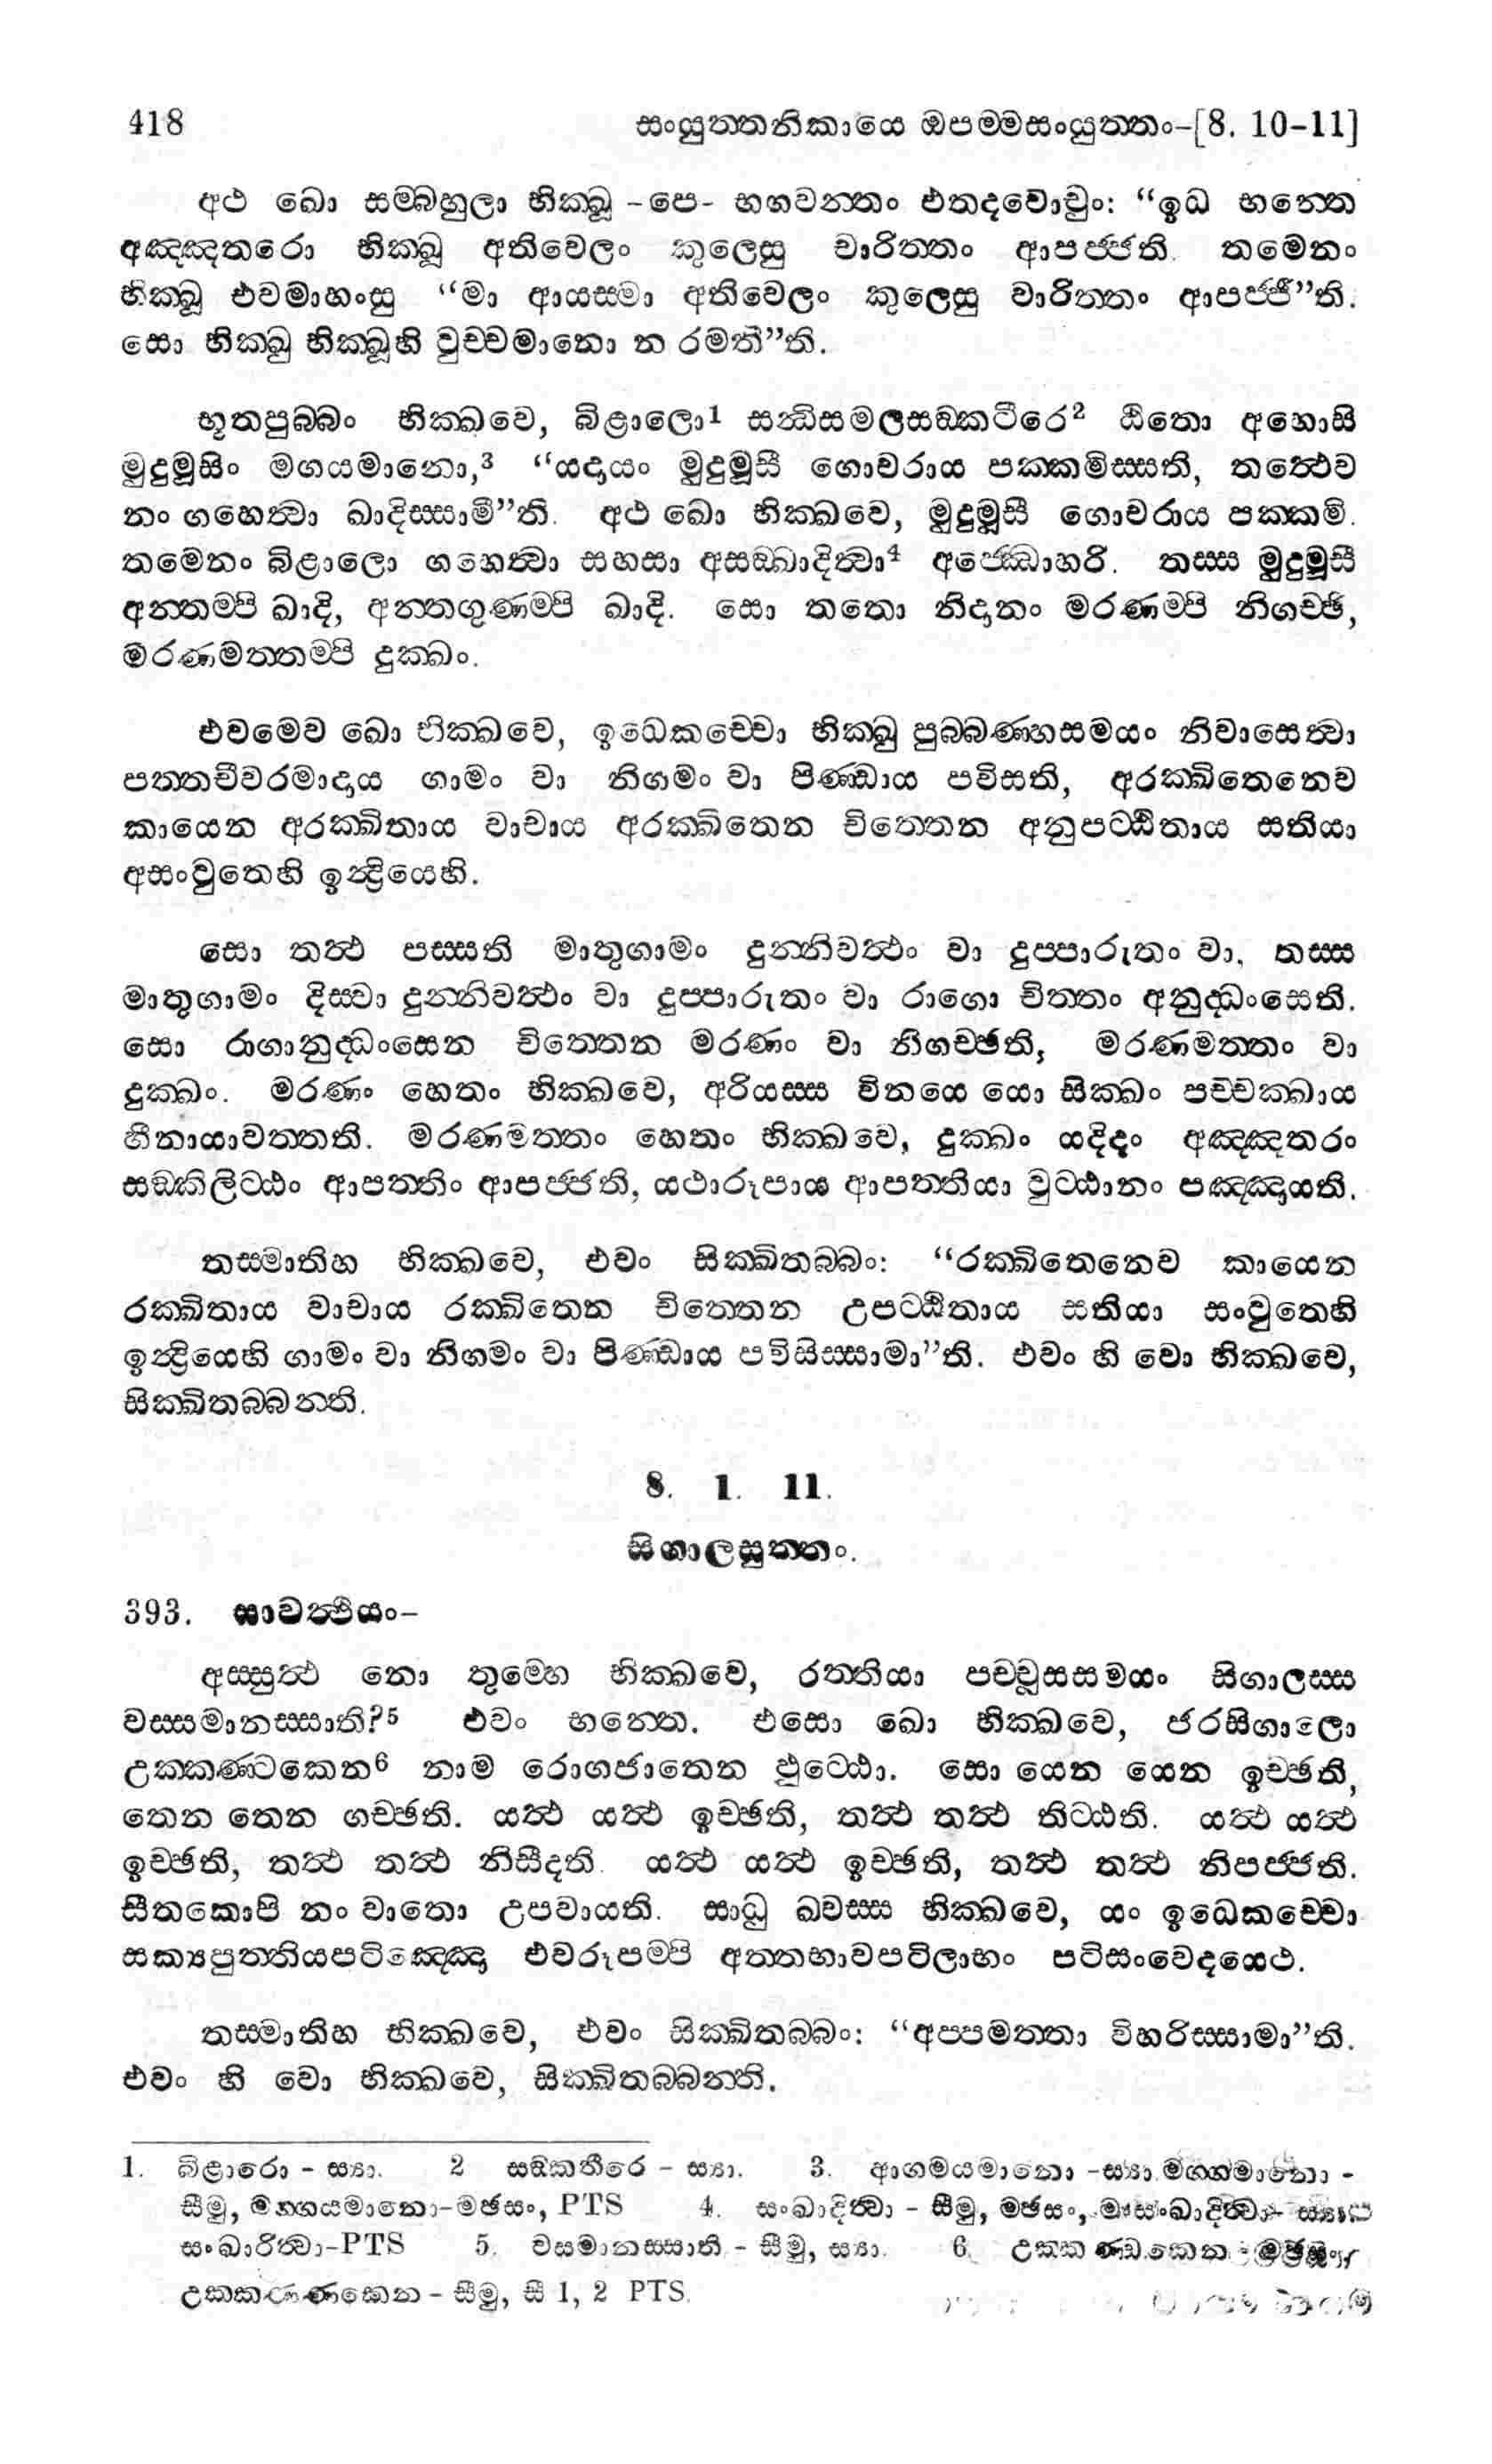 418 සංයුත්තනිකායෙ ඔපම්මසංයුත්තං-[8. 10-11]
අථ ඛො සම්බහුලා භික්ඛූ -පෙ- භගවන්තං එතදවොචුං: “ඉධ භන්තෙ
අඤ්ඤතරො භික්ඛූ අතිවෙලං කුලෙසු චාරිත්තං ආපජ්ජති. තමෙනං
භික්ඛූ එවමාහංසු “මා ආයස්මා අතිවෙලං කුලෙසු චාරිත්තං ආපජ්ජී”ති.
සො භික්ඛු භික්ඛූහි වුච්චමානො න රමතී”ති.
භූතපුබ්බං භික්ඛවෙ, බිළාලො1 සන්ධිසමලසඞ්කටීරෙ2 ඨිතො අහොසි
මුදුමූසිං මගයමානො,3 “යදායං මුදුමූසී ගොචරාය පක්කමිස්සති, තත්ථෙව
නං ගහෙත්වා ඛාදිස්සාමී”ති. අථ ඛො භික්ඛවෙ, මුදුමූසී ගොචරාය පක්කමි.
තමෙනං බිළාලො ගහෙත්වා සහසා අසඞ්ඛාදිත්වා4 අජ්ඣොහරි. තස්ස මුදුමූසී
අන්තම්පි ඛාදි, අන්තගුණම්පි ඛාදි. සො තතො නිදානං මරණම්පි නිගච්ඡි,
මරණමත්තම්පි දුක්ඛං.
එවමෙව ඛො භික්ඛවෙ, ඉධෙකච්චො භික්ඛු පුබ්බණ්හසමයං නිවාසෙත්වා
පත්තචීවරමාදාය ගාමං වා නිගමං වා පිණ්ඩාය පවිසති, අරක්ඛිතෙනෙව
කායෙන අරක්ඛිතාය වාචාය අරක්ඛිතෙන චිත්තෙන අනුපට්ඨිතාය සතියා
අසංවුතෙහි ඉන්ද්‍රියෙහි.
සො තත්ථ පස්සති මාතුගාමං දුන්නිවත්ථං වා දුප්පාරුතං වා, තස්ස
මාතුගාමං දිස්වා දුන්නිවත්ථං වා දුප්පාරුතං වා රාගො චිත්තං අනුද්ධංසෙති.
සො රාගානුද්ධංසෙන චිත්තෙන මරණං වා නිගච්ඡති, මරණමත්තං වා
දුක්ඛං. මරණං හෙතං භික්ඛවෙ, අරියස්ස විනයෙ යො සික්ඛං පච්චක්ඛාය
හීනායාවත්තති. මරණමත්තං හෙතං භික්ඛවෙ, දුක්ඛං යදිදං අඤ්ඤතරං
සඞ්කිලිට්ඨං ආපත්තිං ආපජ්ජති, යථාරූපාය ආපත්තියා වුට්ඨානං පඤ්ඤායති.
තස්මාතිහ භික්ඛවෙ, එවං සික්ඛිතබ්බං: “රක්ඛිතෙනෙව කායෙන
රක්ඛිතාය වාචාය රක්ඛිතෙන චිත්තෙන උපට්ඨිතාය සතියා සංවුතෙහි
ඉන්ද්‍රියෙහි ගාමං වා නිගමං වා පිණ්ඩාය පවිසිස්සාමා”ති. එවං හි වො භික්ඛවෙ,
සික්ඛිතබ්බන්ති.
8. 1. 11.
සිගාලසුත්තං.
393. සාවත්ථියං-
අස්සුත්ථ නො තුම්හෙ භික්ඛවෙ, රත්තියා පච්චූසසමයං සිගාලස්ස
වස්සමානස්සාති?5 එවං භන්තෙ. එසො ඛො භික්ඛවෙ, ජරසිගාලො
උක්කණ්ටකෙන6 නාම රොගජාතෙන ඵුට්ඨො. සො යෙන යෙන ඉච්ඡති,
තෙන තෙන ගච්ඡති. යත්ථ යත්ථ ඉච්ඡති, තත්ථ තත්ථ තිට්ඨති. යත්ථ යත්ථ
ඉච්ඡති, තත්ථ තත්ථ නිසීදති. යත්ථ යත්ථ ඉච්ඡති, තත්ථ තත්ථ නිපජ්ජති.
සීතකොපි නං වාතො උපවායති. සාධු ඛ්වස්ස භික්ඛවෙ, යං ඉධෙකච්චො
සක්‍යපුත්තියපටිඤ්ඤො එවරූපම්පි අත්තභාවපටිලාභං පටිසංවෙදයෙථ.
තස්මාතිහ භික්ඛවෙ, එවං සික්ඛිතබ්බං: “අප්පමත්තා විහරිස්සාමා”ති.
එවං හි වො භික්ඛවෙ, සික්ඛිතබ්බන්ති.
1. බිළාරො - ස්‍යා. 2 සඞ්කතීරෙ - ස්‍යා. 3. ආගමයමානො -ස්‍යා.
සීමු, මග්ගයමානො-මඡසං, PTS 4. සංඛාදිත්වා - සීමු, මඡසං,
සංඛාරිත්වා-PTS 5. වසමානස්සාති - සීමු, ස්‍යා. 6. උක්කණ්ඩකෙන - මඡසං,
උක්කණ්ණකෙන - සීමු, සී 1, 2 PTS.